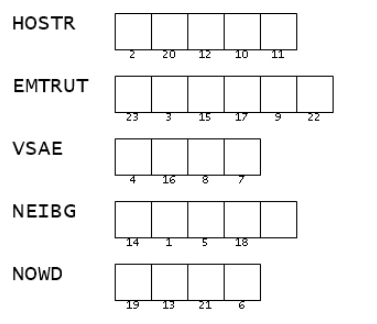 HOSTR
2 20 12 10 11
EMTRUT
23 3 15 17 9 22
VSAE
4 16 8 7
NEIBG
14 1 5 18
NOWD
19 13 21 6